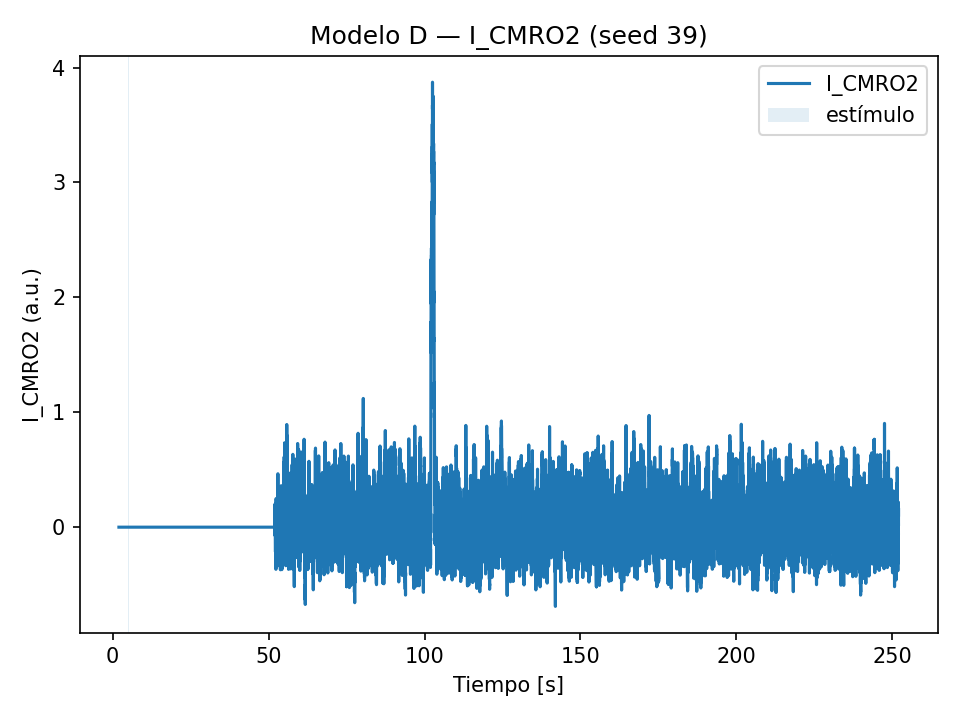 Modelo D — I_CMRO2 (seed 39)
I_CMRO2
estímulo
I_CMRO2 (a.u.)
4
3
2
1
0
0 50 100 150 200 250
Tiempo [s]